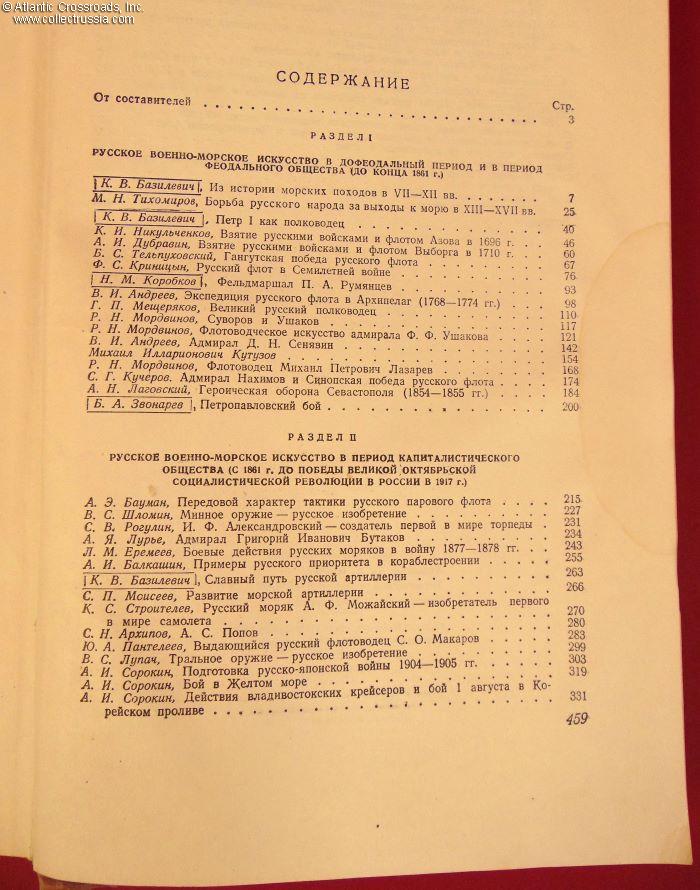 © Atlantic Crossroads, Inc.
www.collectrussia.com
СОДЕРЖАНИЕ
Стр.
От составителей . . . . . . . . . . . . . . . . . . . . . . . . . . . . . . 3
РАЗДЕЛ I
РУССКОЕ ВОЕННО-МОРСКОЕ ИСКУССТВО В ДОФЕОДАЛЬНЫЙ ПЕРИОД И В ПЕРИОД
ФЕОДАЛЬНОГО ОБЩЕСТВА (ДО КОНЦА 1861 г.)
К. В. Базилевич, Из истории морских походов в VII—XII вв. . . . . . . . 7
М. Н. Тихомиров, Борьба русского народа за выходы к морю в XIII—XVII вв. 25
К. В. Базилевич, Петр I как полководец . . . . . . . . . . . . . . 40
К. И. Никульченков, Взятие русскими войсками и флотом Азова в 1696 г. . . . 46
А. И. Дубравин, Взятие русскими войсками и флотом Выборга в 1710 г. . . . 60
Б. С. Тельпуховский, Гангутская победа русского флота . . . . . . . . 67
Ф. С. Криницын, Русский флот в Семилетней войне . . . . . . . . . . 76
Н. М. Коробков, Фельдмаршал П. А. Румянцев . . . . . . . . . . . . 93
В. И. Андреев, Экспедиция русского флота в Архипелаг (1768—1774 гг.) . . . 98
Г. П. Мещеряков, Великий русский полководец . . . . . . . . . . . . 110
Р. Н. Мордвинов, Суворов и Ушаков . . . . . . . . . . . . . . . 117
Р. Н. Мордвинов, Флотоводческое искусство адмирала Ф. Ф. Ушакова . . . . 121
В. И. Андреев, Адмирал Д. Н. Сенявин . . . . . . . . . . . . . . 142
Михаил Илларионович Кутузов . . . . . . . . . . . . . . . . . . 154
Р. Н. Мордвинов, Флотоводец Михаил Петрович Лазарев . . . . . . . . 168
С. Г. Кучеров, Адмирал Нахимов и Синопская победа русского флота . . . . 174
А. Н. Лаговский, Героическая оборона Севастополя (1854—1855 гг.) . . . . . 184
Б. А. Звонарев, Петропавловский бой . . . . . . . . . . . . . . . 200
РАЗДЕЛ II
РУССКОЕ ВОЕННО-МОРСКОЕ ИСКУССТВО В ПЕРИОД КАПИТАЛИСТИЧЕСКОГО
ОБЩЕСТВА (С 1861 г. ДО ПОБЕДЫ ВЕЛИКОЙ ОКТЯБРЬСКОЙ
СОЦИАЛИСТИЧЕСКОЙ РЕВОЛЮЦИИ В РОССИИ В 1917 г.)
А. Э. Бауман, Передовой характер тактики русского парового флота . . . . 215
В. С. Шломин, Минное оружие — русское изобретение . . . . . . . . . 227
С. В. Рогулин, И. Ф. Александровский — создатель первой в мире торпеды . 231
А. Я. Лурье, Адмирал Григорий Иванович Бутаков . . . . . . . . . . 234
Л. М. Еремеев, Боевые действия русских моряков в войну 1877—1878 гг. . . 243
А. И. Балкашин, Примеры русского приоритета в кораблестроении . . . . . 255
К. В. Базилевич, Славный путь русской артиллерии . . . . . . . . . . 263
С. П. Моисеев, Развитие морской артиллерии . . . . . . . . . . . . 266
К. С. Строителев, Русский моряк А. Ф. Можайский — изобретатель первого
в мире самолета . . . . . . . . . . . . . . . . . . . . . . 270
С. Н. Архипов, А. С. Попов . . . . . . . . . . . . . . . . . . 280
Ю. А. Пантелеев, Выдающийся русский флотоводец С. О. Макаров . . . . . 283
В. С. Лупач, Тральное оружие — русское изобретение . . . . . . . . . 299
А. И. Сорокин, Подготовка русско-японской войны 1904—1905 гг. . . . . . 303
А. И. Сорокин, Бой в Желтом море . . . . . . . . . . . . . . . . 319
А. И. Сорокин, Действия владивостокских крейсеров и бой 1 августа в Ко-
рейском проливе . . . . . . . . . . . . . . . . . . . . . . 331
459